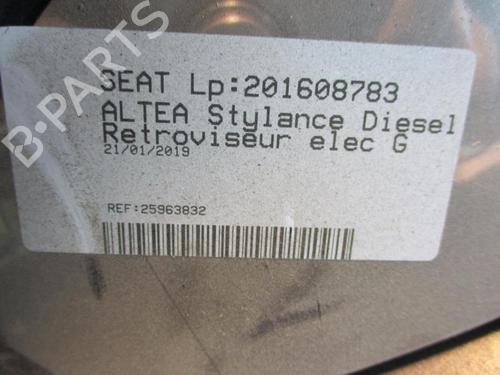 B-PARTS
SEAT Lp:201608783
ALTEA Stylance Diesel
Retroviseur elec G
21/01/2019
REF:25963832